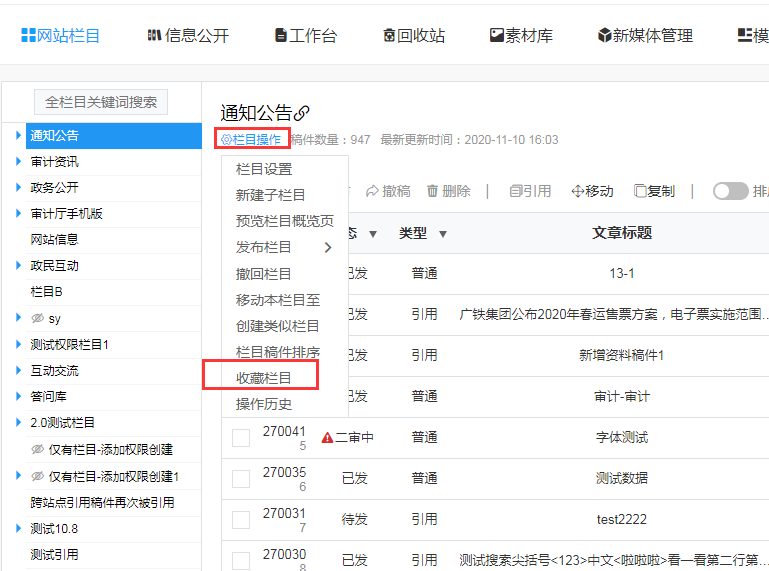 网站栏目 信息公开 工作台 回收站 素材库 新媒体管理 模
全栏目关键词搜索
通知公告
审计资讯
政务公开
审计厅手机版
网站信息
政民互动
栏目B
sy
测试权限栏目1
互动交流
答问库
2.0测试栏目
仅有栏目-添加权限创建
仅有栏目-添加权限创建1
跨站点引用稿件再次被引用
测试10.8
测试引用
通知公告
栏目操作 稿件数量：947 最近更新时间：2020-11-10 16:03
栏目设置
新建子栏目
预览栏目概览页
发布栏目
撤回栏目
移动本栏目至
创建类似栏目
栏目稿件排序
收藏栏目
操作历史
撤稿 删除 | 引用 移动 复制 | 排
态 类型 文章标题
已发 普通 13-1
已发 引用 广铁集团公布2020年春运售票方案，电子票实施范围...
已发 引用 新增资料稿件1
已发 普通 审计-审计
270041
5 二审中 普通 字体测试
270035
6 已发 普通 测试数据
270031
7 待发 引用 test2222
270030
8 已发 引用 测试搜索尖括号<123>中文<啦啦啦>看一看第二行第...